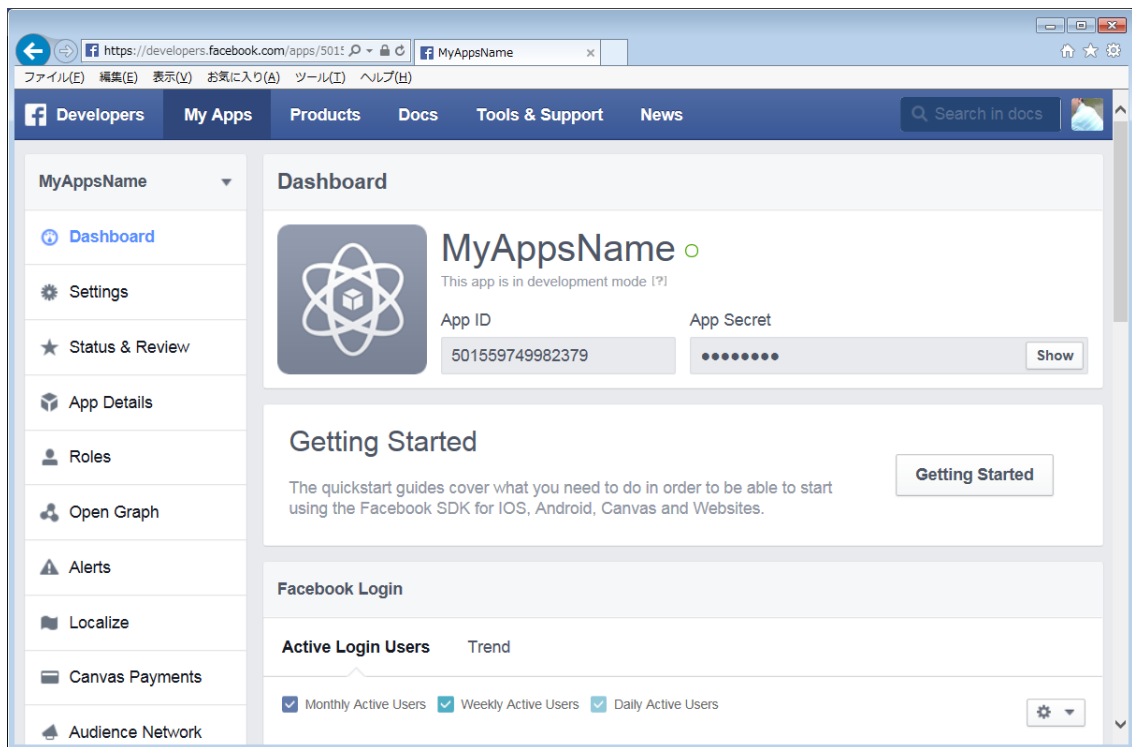 https://developers.facebook.com/apps/501
MyAppsName
ファイル(F) 編集(E) 表示(V) お気に入り(A) ツール(T) ヘルプ(H)
Developers My Apps Products Docs Tools & Support News Search in docs
MyAppsName
Dashboard
Settings
Status & Review
App Details
Roles
Open Graph
Alerts
Localize
Canvas Payments
Audience Network
Dashboard
MyAppsName
This app is in development mode [?]
App ID App Secret
501559749982379 ●●●●●●●● Show
Getting Started
The quickstart guides cover what you need to do in order to be able to start
using the Facebook SDK for IOS, Android, Canvas and Websites.
Getting Started
Facebook Login
Active Login Users Trend
Monthly Active Users Weekly Active Users Daily Active Users